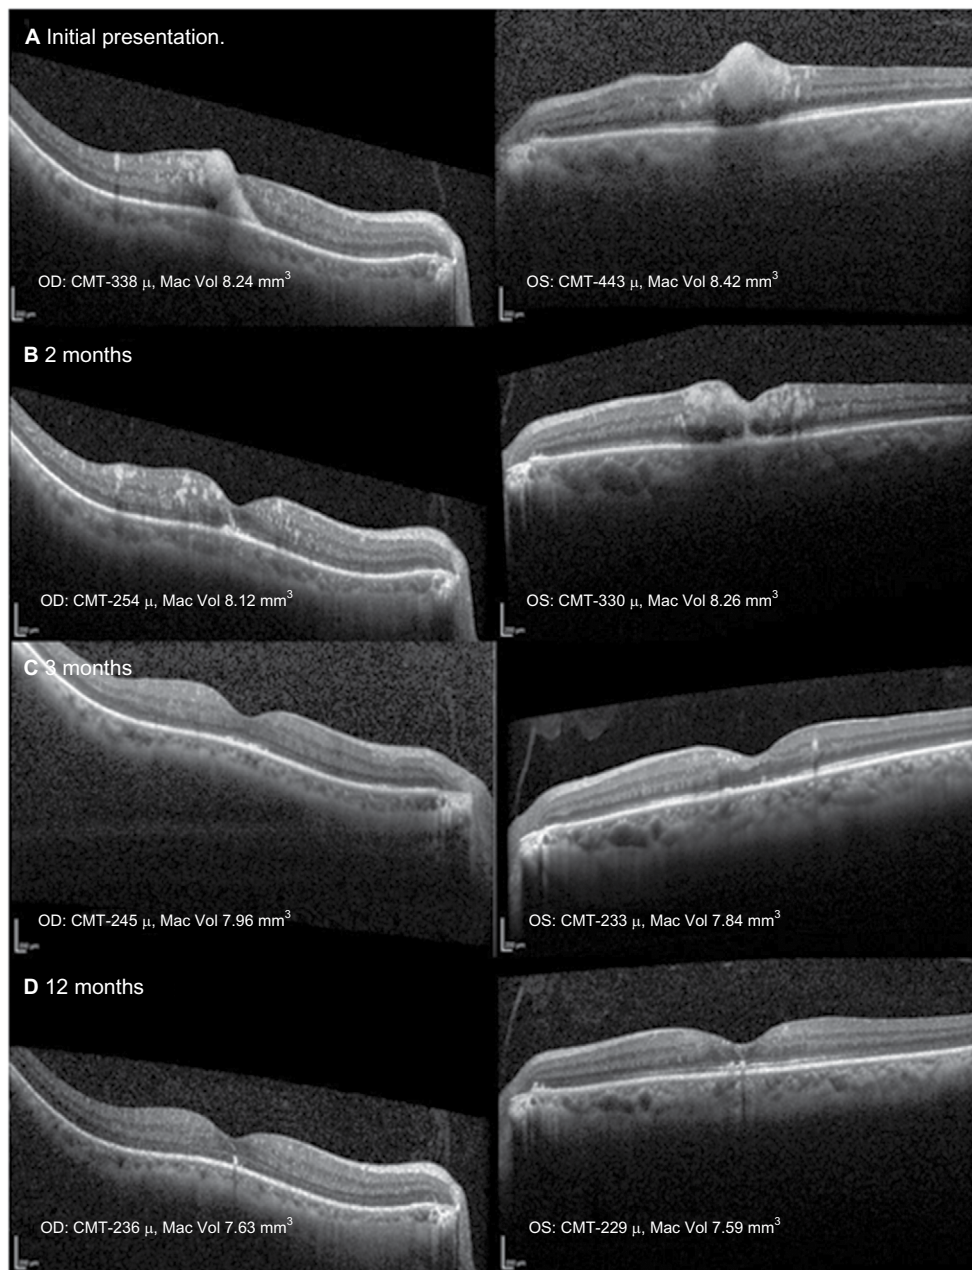 A Initial presentation.
OD: CMT-338 μ, Mac Vol 8.24 mm³
OS: CMT-443 μ, Mac Vol 8.42 mm³
B 2 months
OD: CMT-254 μ, Mac Vol 8.12 mm³
OS: CMT-330 μ, Mac Vol 8.26 mm³
C 3 months
OD: CMT-245 μ, Mac Vol 7.96 mm³
OS: CMT-233 μ, Mac Vol 7.84 mm³
D 12 months
OD: CMT-236 μ, Mac Vol 7.63 mm³
OS: CMT-229 μ, Mac Vol 7.59 mm³